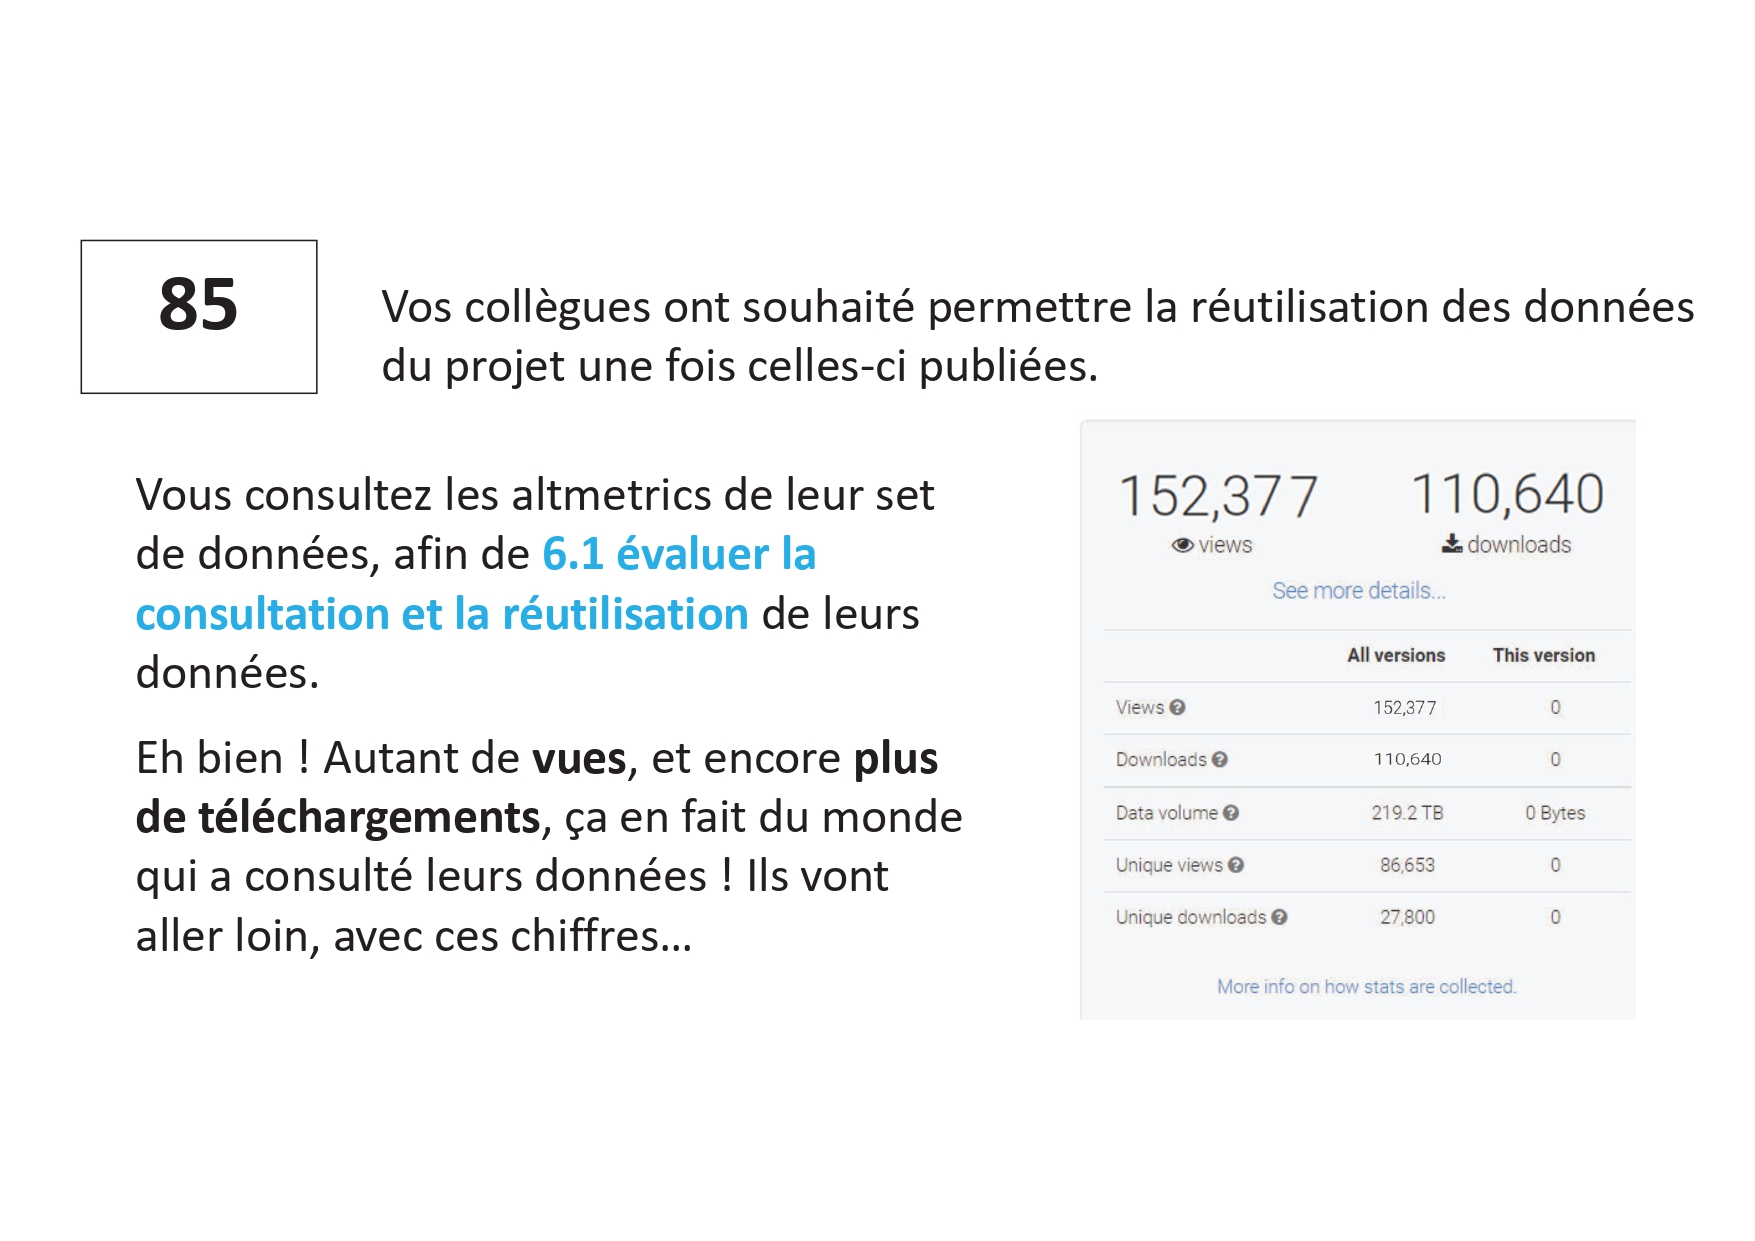 85
Vos collègues ont souhaité permettre la réutilisation des données
du projet une fois celles-ci publiées.
Vous consultez les altmetrics de leur set
de données, afin de 6.1 évaluer la
consultation et la réutilisation de leurs
données.
Eh bien ! Autant de vues, et encore plus
de téléchargements, ça en fait du monde
qui a consulté leurs données ! Ils vont
aller loin, avec ces chiffres…
152,377 110,640
views downloads
See more details...
All versions This version
Views 152,377 0
Downloads 110,640 0
Data volume 219.2 TB 0 Bytes
Unique views 86,653 0
Unique downloads 27,800 0
More info on how stats are collected.